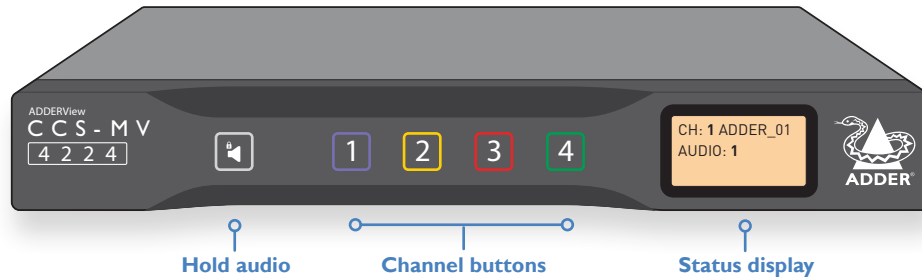 ADDERView
CCS-MV
4224
1
2
3
4
CH: 1 ADDER_01
AUDIO: 1
ADDER®
Hold audio
Channel buttons
Status display